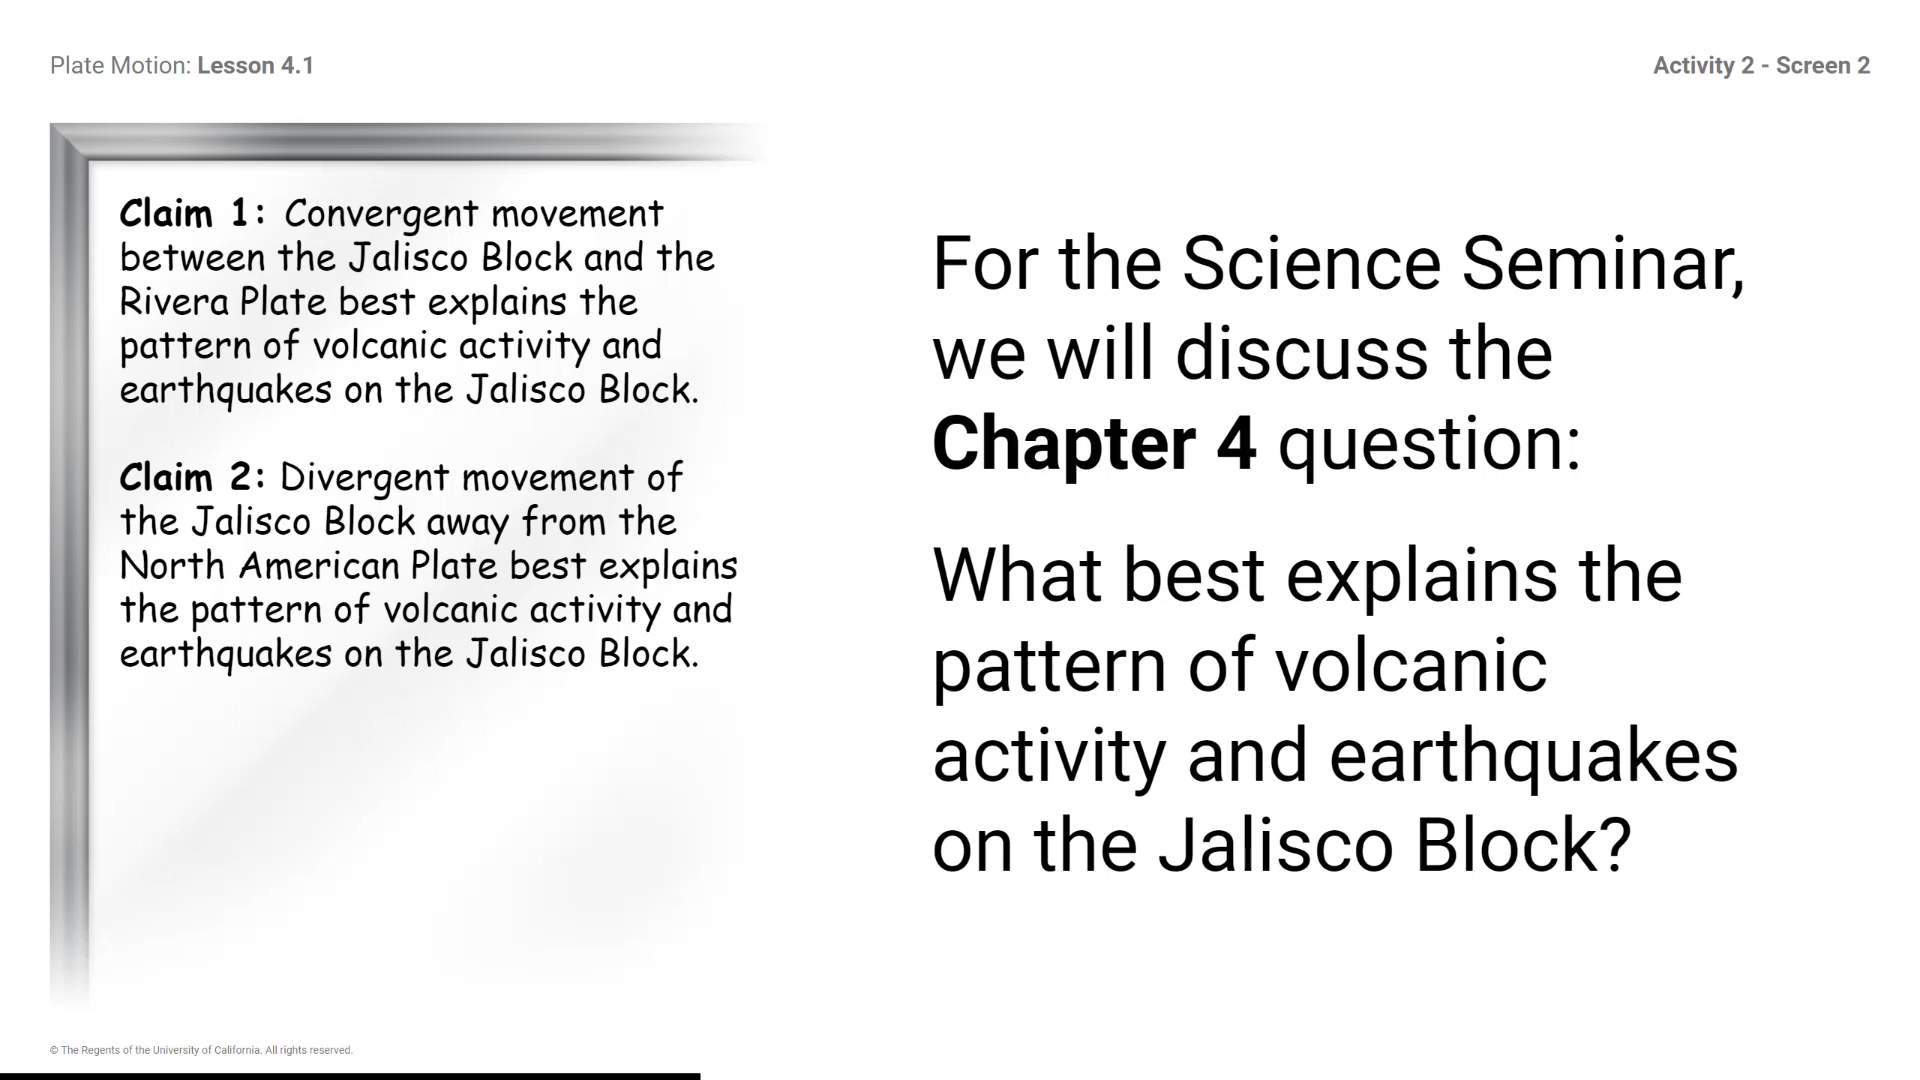 Plate Motion: Lesson 4.1
Activity 2 - Screen 2
Claim 1: Convergent movement
between the Jalisco Block and the
Rivera Plate best explains the
pattern of volcanic activity and
earthquakes on the Jalisco Block.
Claim 2: Divergent movement of
the Jalisco Block away from the
North American Plate best explains
the pattern of volcanic activity and
earthquakes on the Jalisco Block.
For the Science Seminar,
we will discuss the
Chapter 4 question:
What best explains the
pattern of volcanic
activity and earthquakes
on the Jalisco Block?
© The Regents of the University of California. All rights reserved.